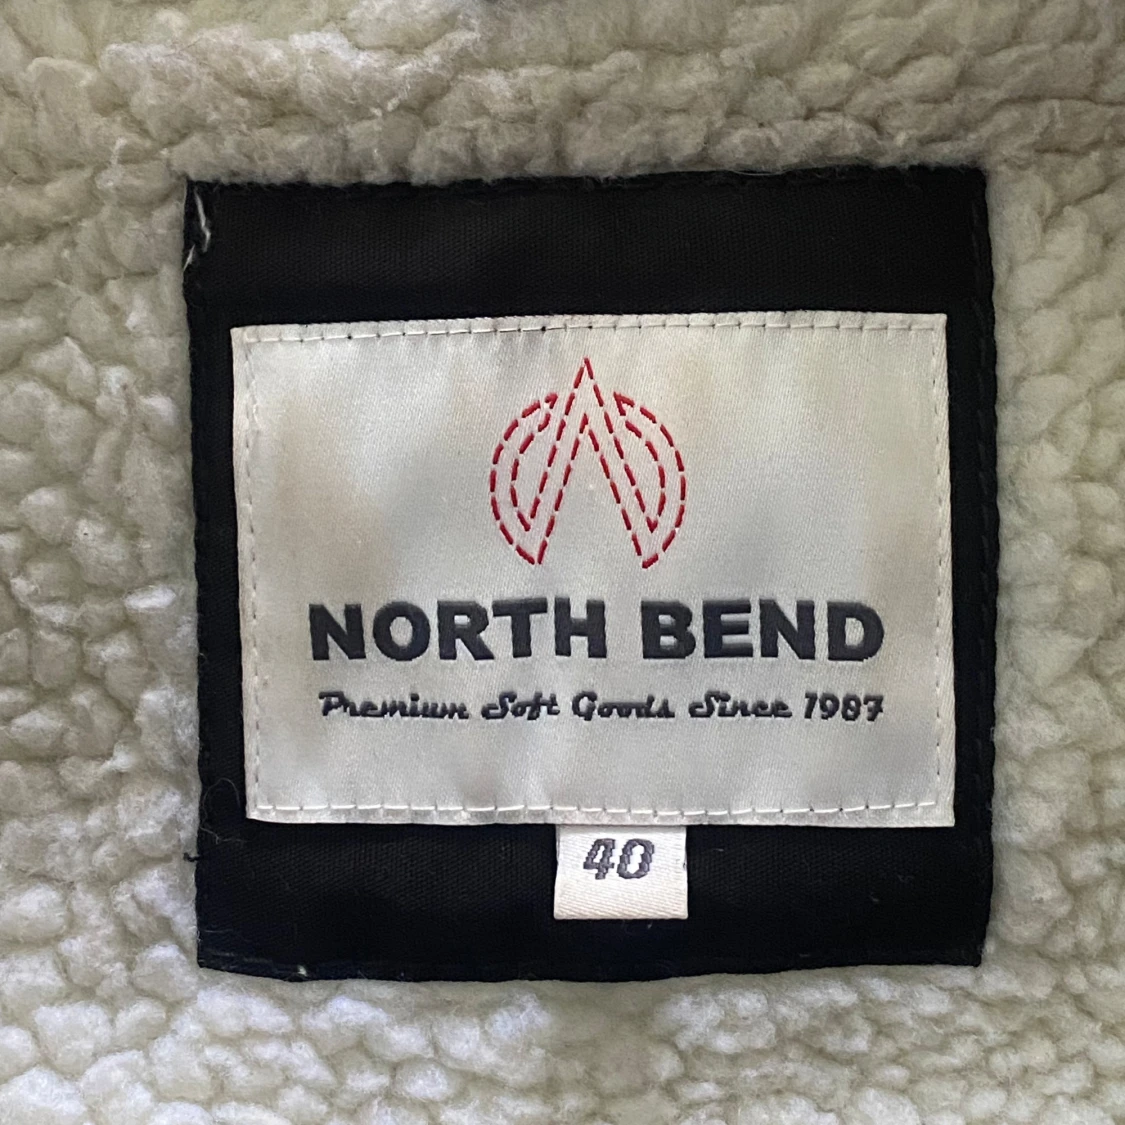 NORTH BEND
Premium Soft Goods Since 1987
40